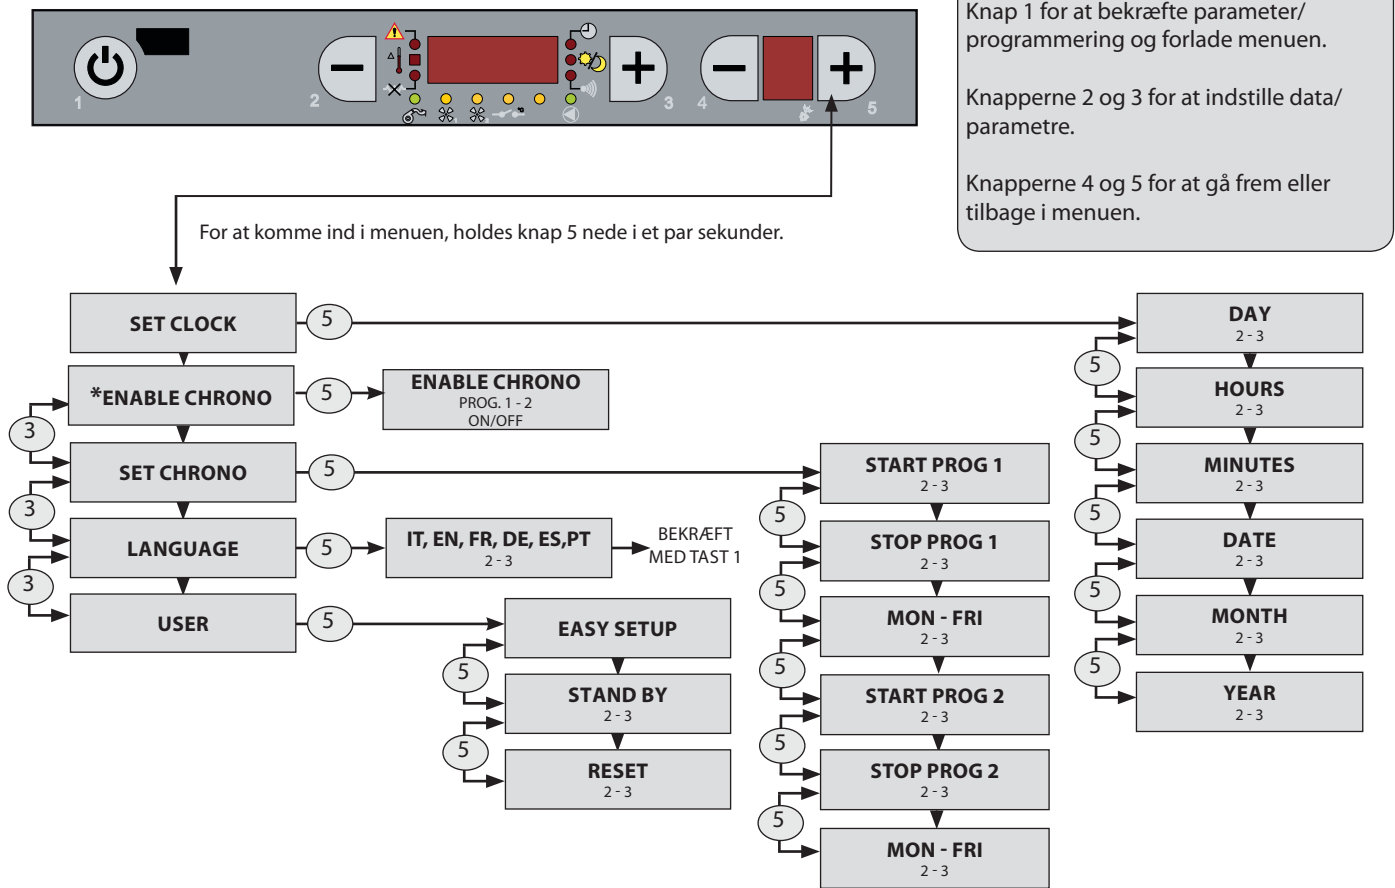 Knap 1 for at bekræfte parameter/
programmering og forlade menuen.
Knapperne 2 og 3 for at indstille data/
parametre.
Knapperne 4 og 5 for at gå frem eller
tilbage i menuen.
1
2
3
4
5
For at komme ind i menuen, holdes knap 5 nede i et par sekunder.
SET CLOCK
5
*ENABLE CHRONO
5
ENABLE CHRONO
PROG. 1 - 2
ON/OFF
3
SET CHRONO
5
3
LANGUAGE
5
IT, EN, FR, DE, ES,PT
2 - 3
BEKRÆFT
MED TAST 1
3
USER
5
EASY SETUP
5
STAND BY
2 - 3
5
RESET
2 - 3
START PROG 1
2 - 3
5
STOP PROG 1
2 - 3
5
MON - FRI
2 - 3
5
START PROG 2
2 - 3
5
STOP PROG 2
2 - 3
5
MON - FRI
2 - 3
DAY
2 - 3
5
HOURS
2 - 3
5
MINUTES
2 - 3
5
DATE
2 - 3
5
MONTH
2 - 3
5
YEAR
2 - 3